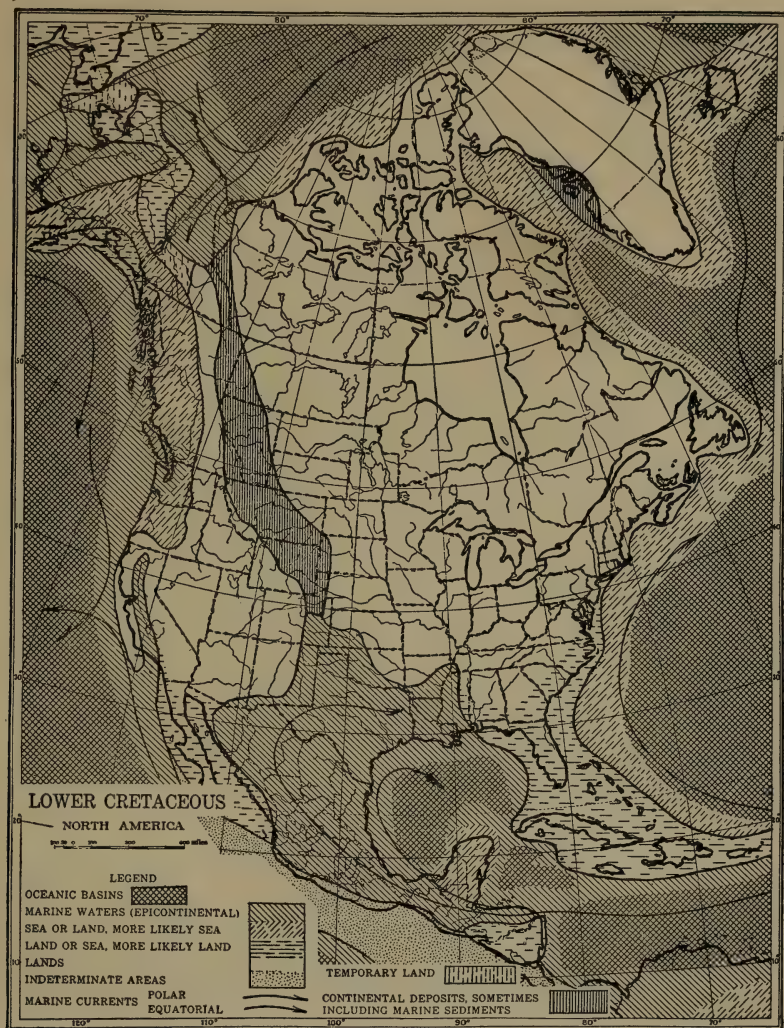 70° 80° 80° 70°
LOWER CRETACEOUS
NORTH AMERICA
LEGEND
OCEANIC BASINS
MARINE WATERS (EPICONTINENTAL)
SEA OR LAND, MORE LIKELY SEA
LAND OR SEA, MORE LIKELY LAND
LANDS
INDETERMINATE AREAS
TEMPORARY LAND
MARINE CURRENTS POLAR EQUATORIAL
CONTINENTAL DEPOSITS, SOMETIMES
INCLUDING MARINE SEDIMENTS
120° 110° 100° 90° 80° 70°